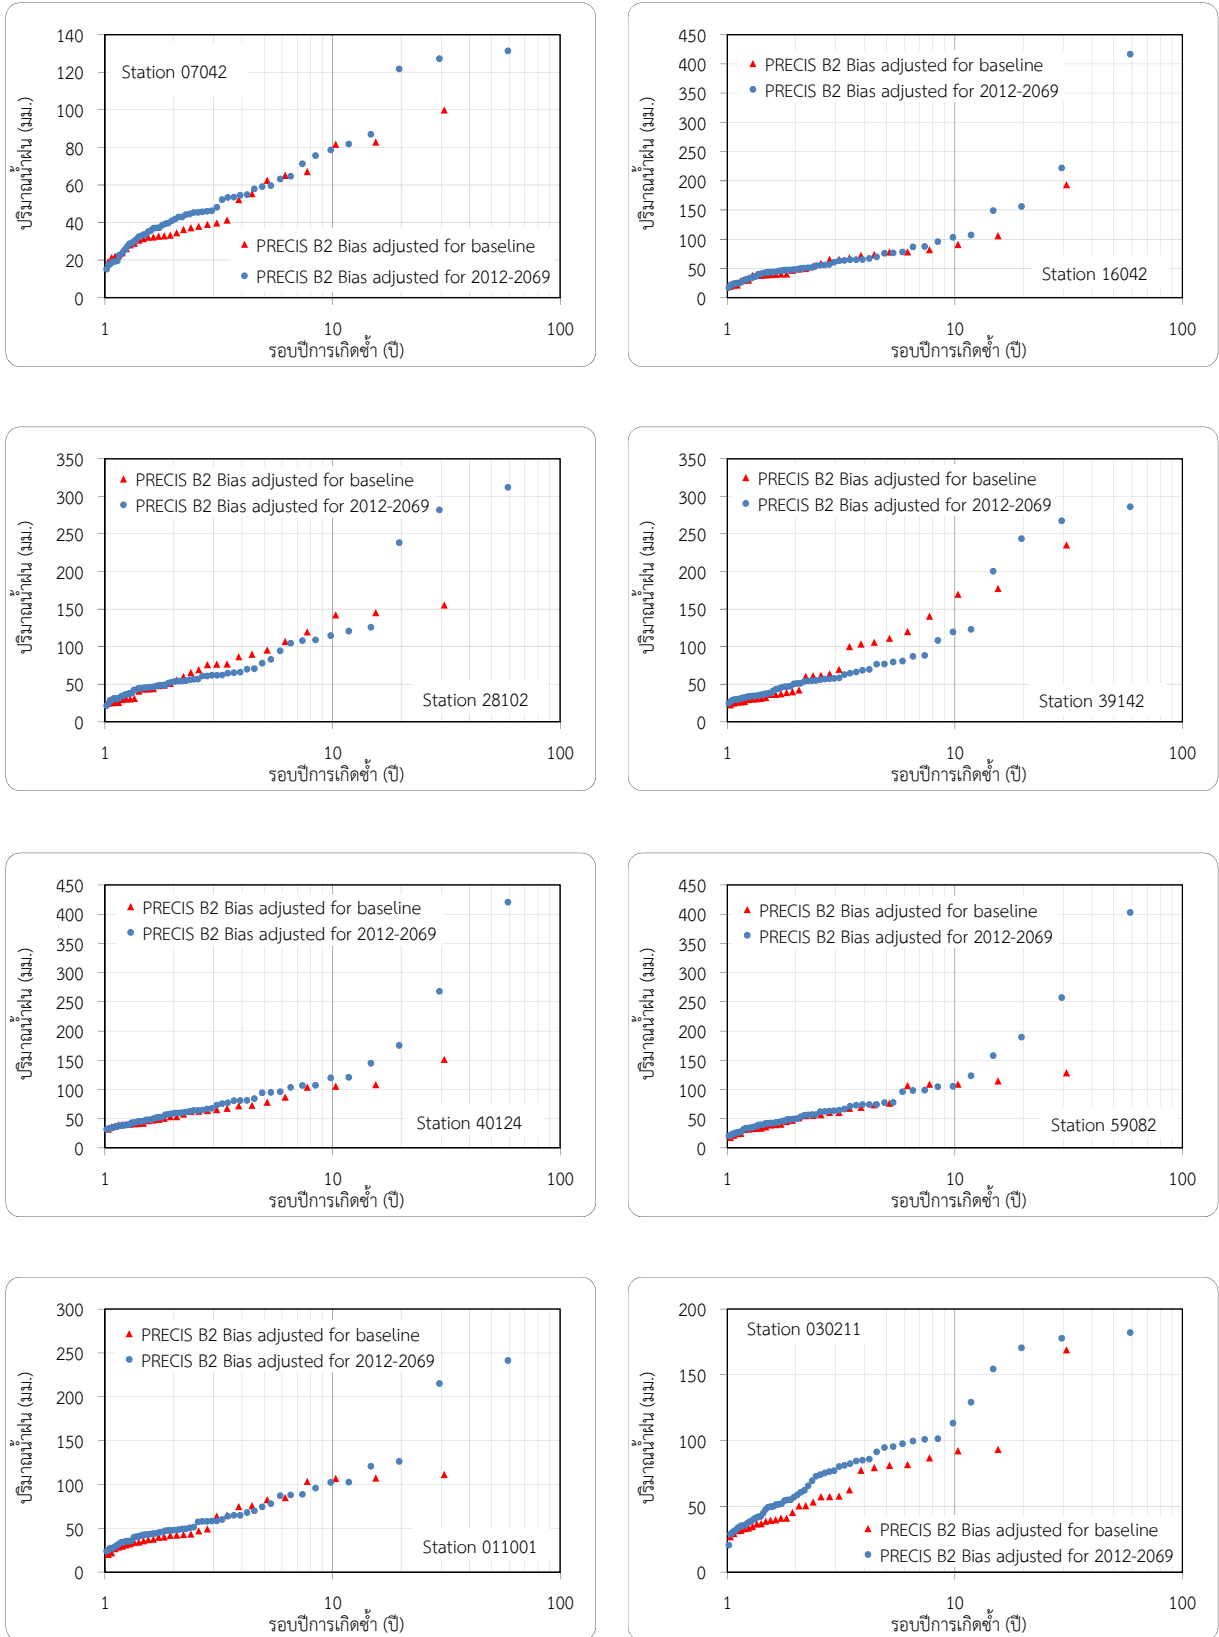 140
120
100
80
60
40
20
0
ปริมาณน้ำฝน (มม.)
Station 07042
PRECIS B2 Bias adjusted for baseline
PRECIS B2 Bias adjusted for 2012-2069
1
10
100
รอบปีการเกิดซ้ำ (ปี)
450
400
350
300
250
200
150
100
50
0
ปริมาณน้ำฝน (มม.)
PRECIS B2 Bias adjusted for baseline
PRECIS B2 Bias adjusted for 2012-2069
Station 16042
1
10
100
รอบปีการเกิดซ้ำ (ปี)
350
300
250
200
150
100
50
0
ปริมาณน้ำฝน (มม.)
PRECIS B2 Bias adjusted for baseline
PRECIS B2 Bias adjusted for 2012-2069
Station 28102
1
10
100
รอบปีการเกิดซ้ำ (ปี)
350
300
250
200
150
100
50
0
ปริมาณน้ำฝน (มม.)
PRECIS B2 Bias adjusted for baseline
PRECIS B2 Bias adjusted for 2012-2069
Station 39142
1
10
100
รอบปีการเกิดซ้ำ (ปี)
450
400
350
300
250
200
150
100
50
0
ปริมาณน้ำฝน (มม.)
PRECIS B2 Bias adjusted for baseline
PRECIS B2 Bias adjusted for 2012-2069
Station 40124
1
10
100
รอบปีการเกิดซ้ำ (ปี)
450
400
350
300
250
200
150
100
50
0
ปริมาณน้ำฝน (มม.)
PRECIS B2 Bias adjusted for baseline
PRECIS B2 Bias adjusted for 2012-2069
Station 59082
1
10
100
รอบปีการเกิดซ้ำ (ปี)
300
250
200
150
100
50
0
ปริมาณน้ำฝน (มม.)
PRECIS B2 Bias adjusted for baseline
PRECIS B2 Bias adjusted for 2012-2069
Station 011001
1
10
100
รอบปีการเกิดซ้ำ (ปี)
200
150
100
50
0
ปริมาณน้ำฝน (มม.)
Station 030211
PRECIS B2 Bias adjusted for baseline
PRECIS B2 Bias adjusted for 2012-2069
1
10
100
รอบปีการเกิดซ้ำ (ปี)